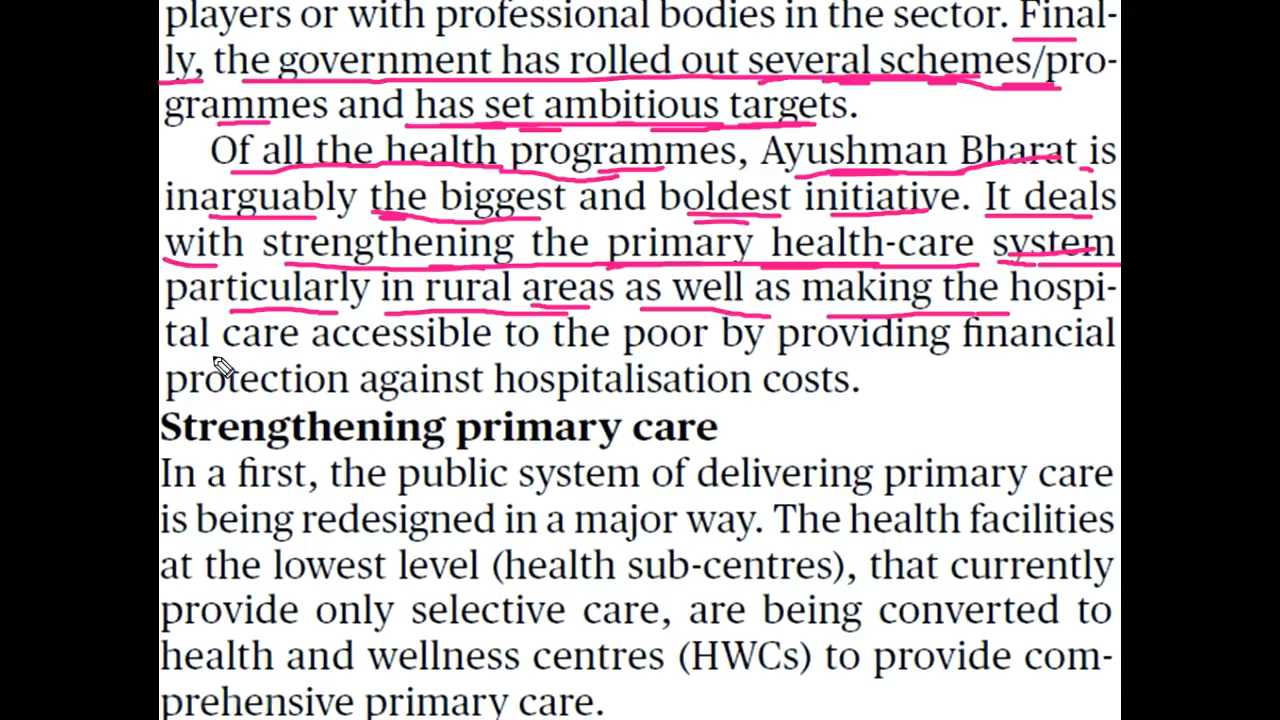 players or with professional bodies in the sector. Final-
ly, the government has rolled out several schemes/pro-
grammes and has set ambitious targets.
Of all the health programmes, Ayushman Bharat is
inarguably the biggest and boldest initiative. It deals
with strengthening the primary health-care system
particularly in rural areas as well as making the hospi-
tal care accessible to the poor by providing financial
protection against hospitalisation costs.
Strengthening primary care
In a first, the public system of delivering primary care
is being redesigned in a major way. The health facilities
at the lowest level (health sub-centres), that currently
provide only selective care, are being converted to
health and wellness centres (HWCs) to provide com-
prehensive primary care.